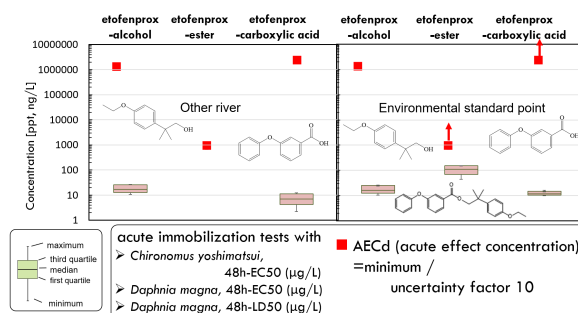 etofenprox etofenprox etofenprox etofenprox etofenprox etofenprox
-alcohol -ester -carboxylic acid -alcohol -ester -carboxylic acid
Concentration [ppt, ng/L]
10000000
1000000
100000
10000
1000
100
10
1
Other river
Environmental standard point
O
OH
O
O
OH
O
OH
O
O
OH
O
O
O
O
maximum
third quartile
median
first quartile
minimum
acute immobilization tests with
➢ Chironomus yoshimatsui,
48h-EC50 (µg/L)
➢ Daphnia magna, 48h-EC50 (µg/L)
➢ Daphnia magna, 48h-LD50 (µg/L)
AECd (acute effect concentration)
=minimum /
uncertainty factor 10